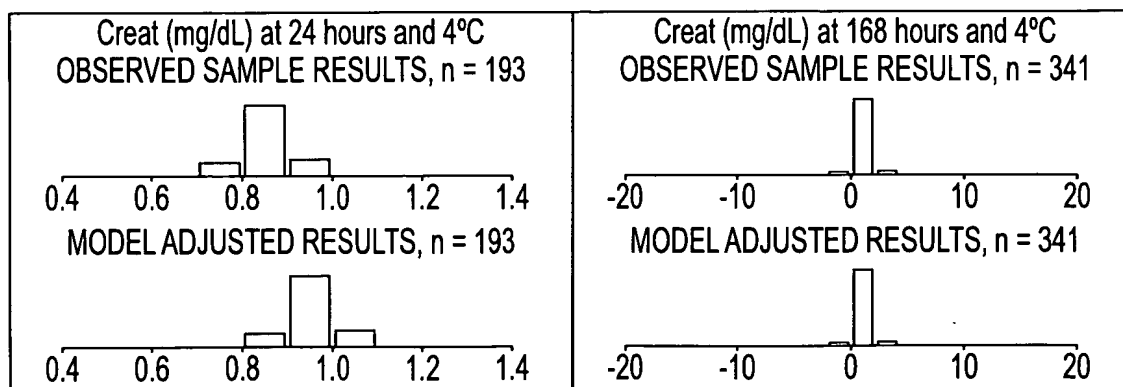 Creat (mg/dL) at 24 hours and 4ºC
OBSERVED SAMPLE RESULTS, n = 193
0.4 0.6 0.8 1.0 1.2 1.4
MODEL ADJUSTED RESULTS, n = 193
0.4 0.6 0.8 1.0 1.2 1.4
Creat (mg/dL) at 168 hours and 4ºC
OBSERVED SAMPLE RESULTS, n = 341
-20 -10 0 10 20
MODEL ADJUSTED RESULTS, n = 341
-20 -10 0 10 20